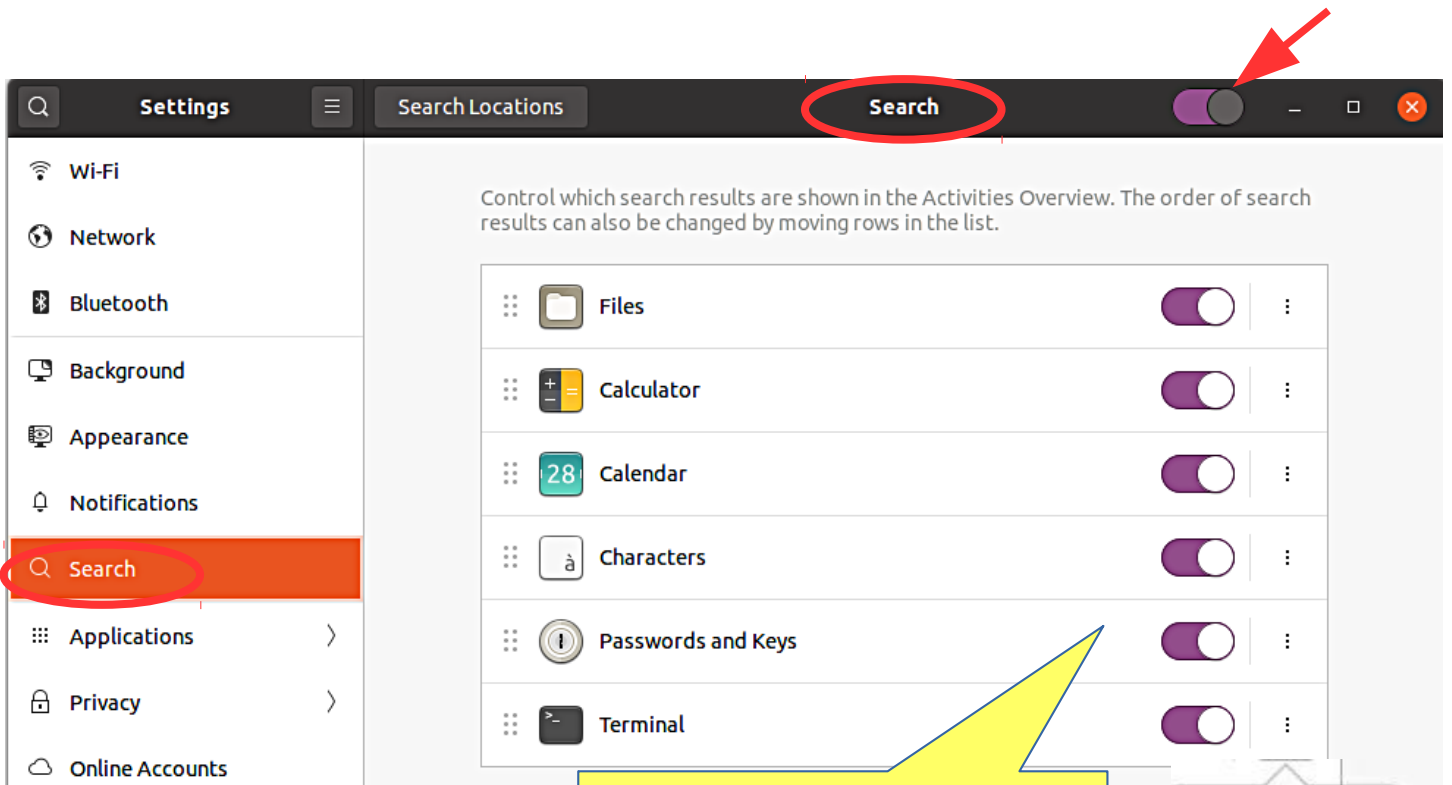 Settings
Search Locations
Search
Wi-Fi
Network
Bluetooth
Background
Appearance
Notifications
Search
Applications
Privacy
Online Accounts
Control which search results are shown in the Activities Overview. The order of search
results can also be changed by moving rows in the list.
Files
Calculator
28
Calendar
à
Characters
Passwords and Keys
>_
Terminal